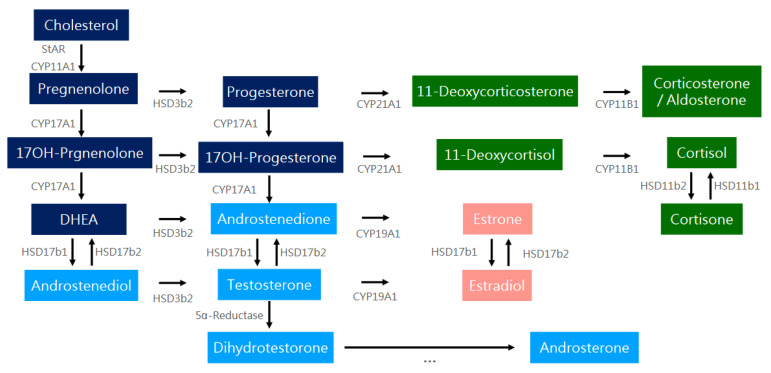 Cholesterol
StAR
CYP11A1
Pregnenolone
HSD3b2
Progesterone
CYP21A1
11-Deoxycorticosterone
CYP11B1
Corticosterone
/ Aldosterone
CYP17A1
CYP17A1
17OH-Prgnenolone
HSD3b2
17OH-Progesterone
CYP21A1
11-Deoxycortisol
CYP11B1
Cortisol
CYP17A1
CYP17A1
HSD11b2
HSD11b1
DHEA
HSD3b2
Androstenedione
CYP19A1
Estrone
Cortisone
HSD17b1
HSD17b2
HSD17b1
HSD17b2
HSD17b1
HSD17b2
Androstenediol
HSD3b2
Testosterone
CYP19A1
Estradiol
5α-Reductase
Dihydrotestorone
...
Androsterone